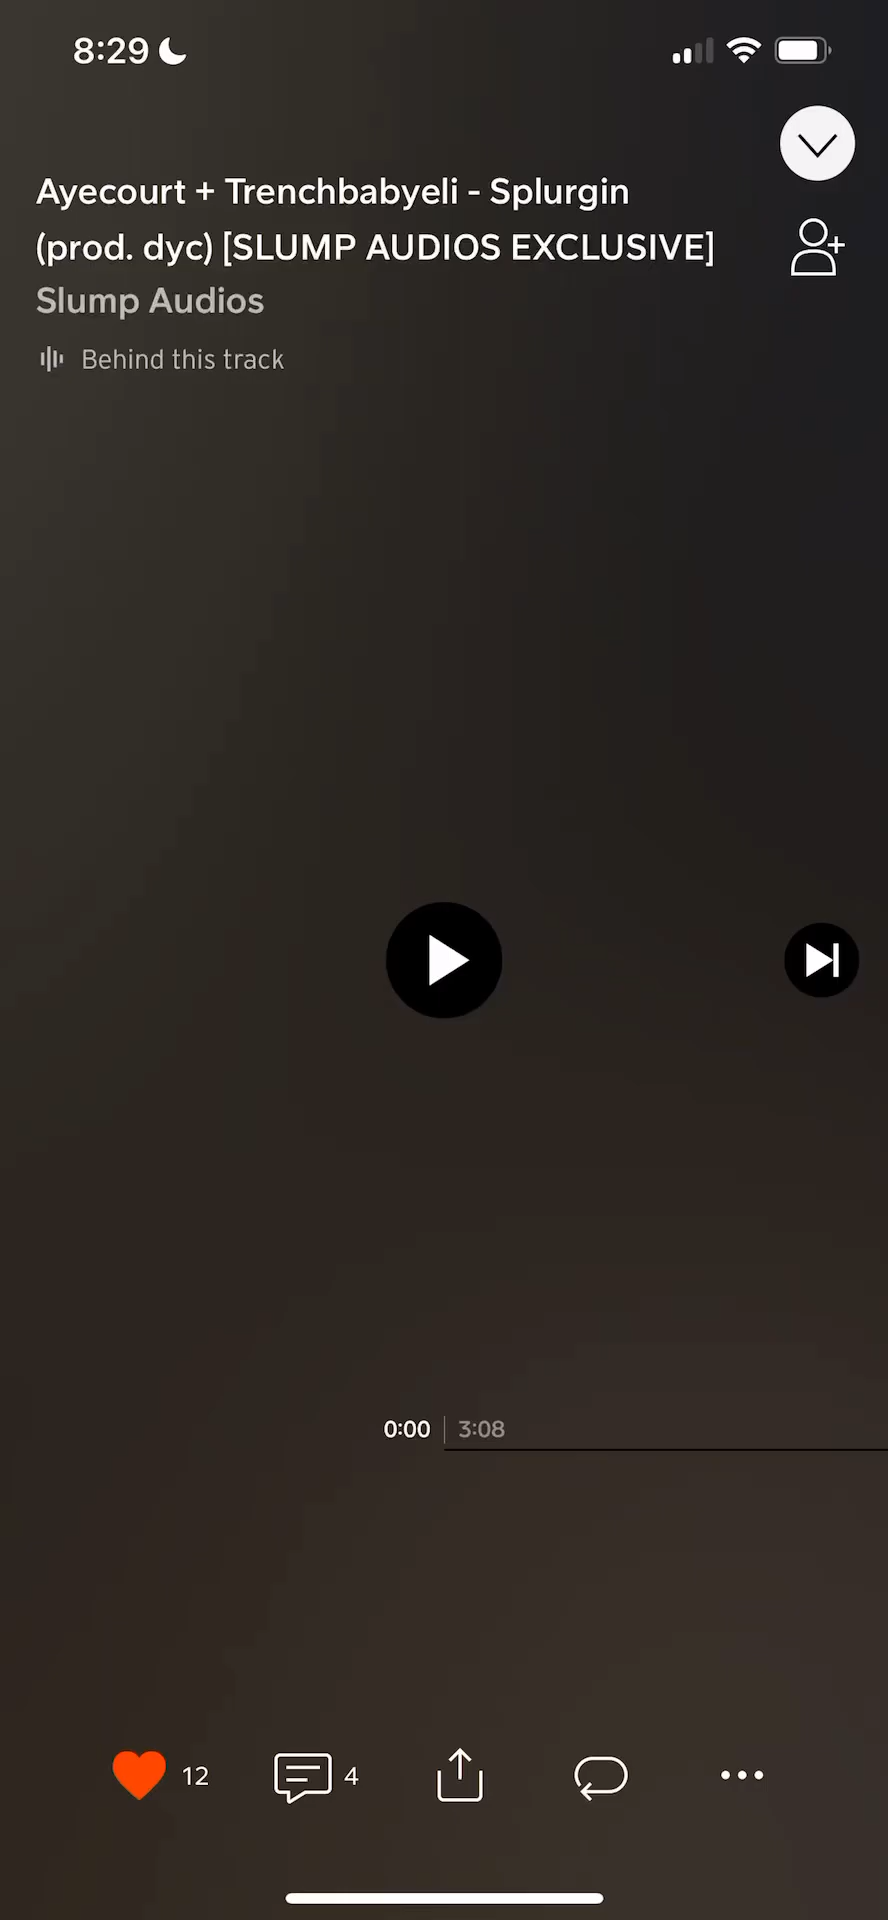 8:29
Ayecourt + Trenchbabyeli - Splurgin
(prod. dyc) [SLUMP AUDIOS EXCLUSIVE]
Slump Audios
Behind this track
0:00 3:08
12 4